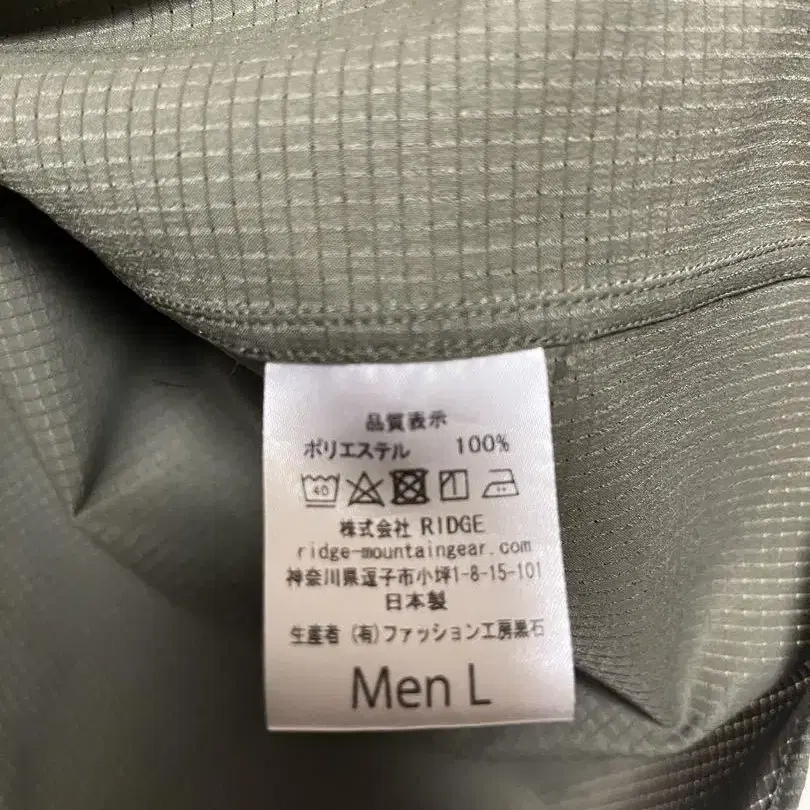 品質表示
ポリエステル 100%
40
株式会社 RIDGE
ridge-mountaingear.com
神奈川県逗子市小坪1-8-15-101
日本製
生産者 (有)ファッション工房黒石
Men L